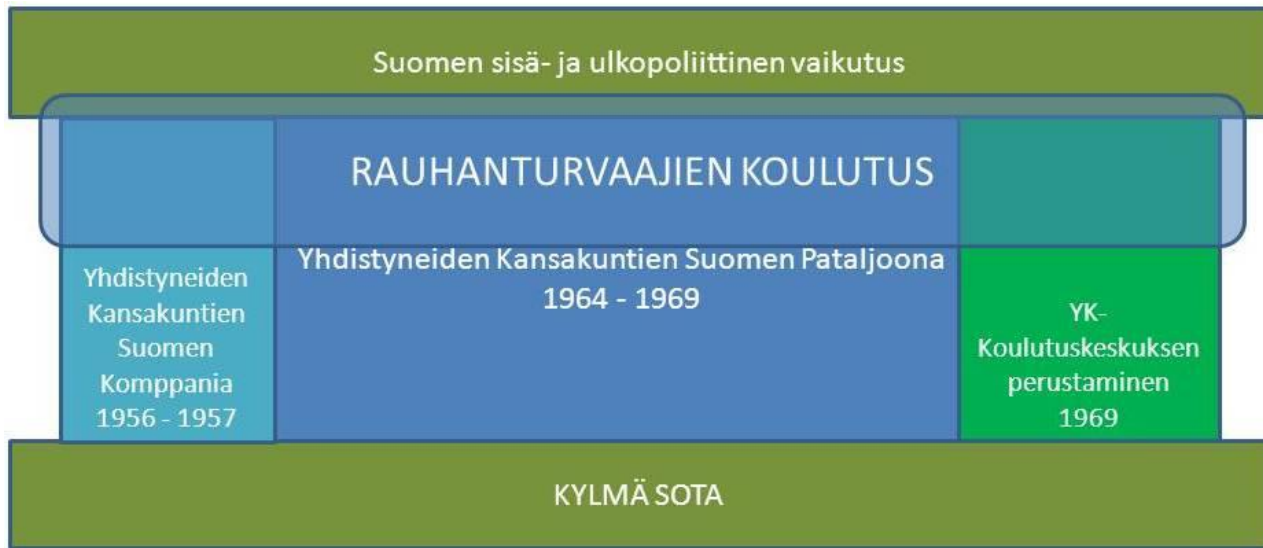 Suomen sisä- ja ulkopoliittinen vaikutus
RAUHANTURVAAJIEN KOULUTUS
Yhdistyneiden
Kansakuntien
Suomen
Komppania
1956 - 1957
Yhdistyneiden Kansakuntien Suomen Pataljoona
1964 - 1969
YK-
Koulutuskeskuksen
perustaminen
1969
KYLMÄ SOTA